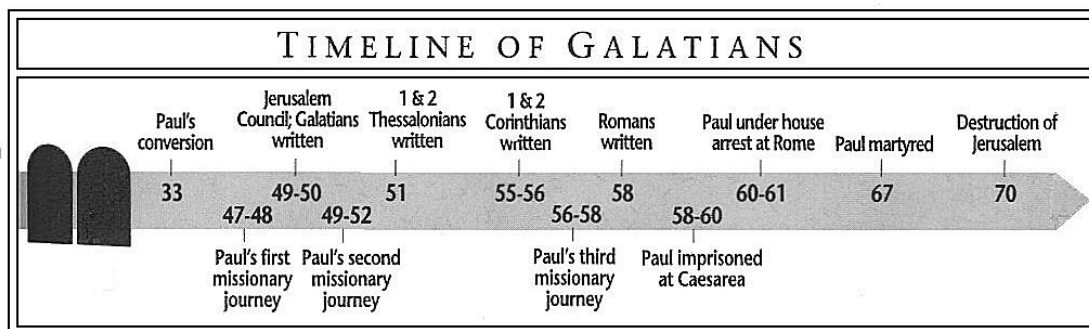 TIMELINE OF GALATIANS
Paul's
conversion
Jerusalem
Council; Galatians
written
1 & 2
Thessalonians
written
1 & 2
Corinthians
written
Romans
written
Paul under house
arrest at Rome
Paul martyred
Destruction of
Jerusalem
33
49-50
51
55-56
58
60-61
67
70
47-48
49-52
56-58
58-60
Paul's first
missionary
journey
Paul's second
missionary
journey
Paul's third
missionary
journey
Paul imprisoned
at Caesarea